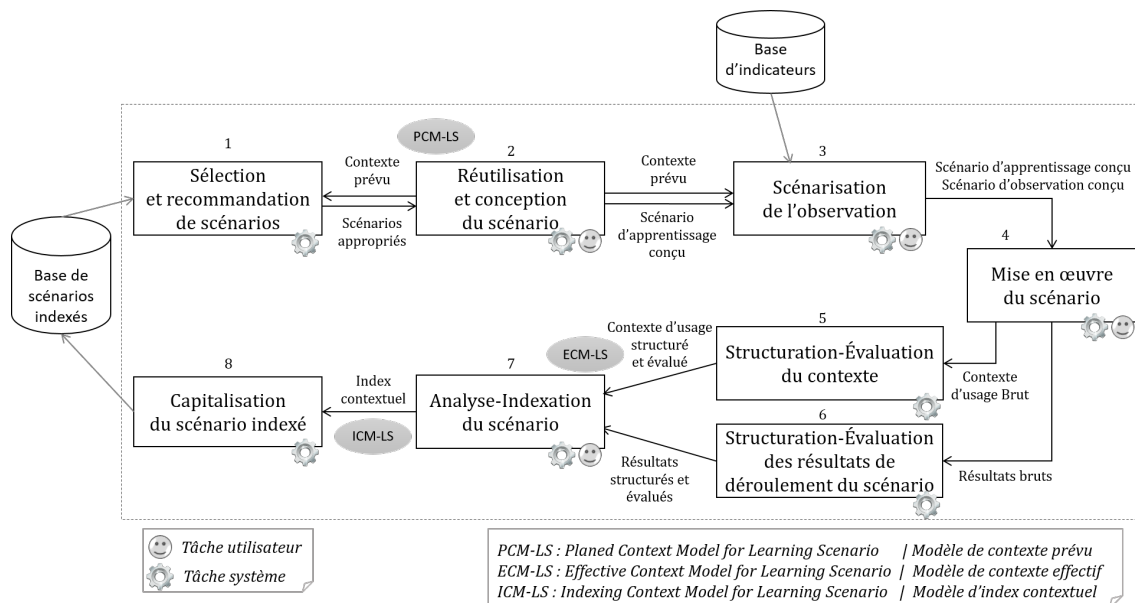 Base
d'indicateurs
PCM-LS
1
Sélection
et recommandation
de scénarios
Contexte
prévu
Scénarios
appropriés
2
Réutilisation
et conception
du scénario
Contexte
prévu
Scénario
d'apprentissage
conçu
3
Scénarisation
de l'observation
Scénario d'apprentissage conçu
Scénario d'observation conçu
4
Mise en œuvre
du scénario
Base de
scénarios
indexés
5
Structuration-Évaluation
du contexte
Contexte
d'usage Brut
Contexte d'usage
structuré
et évalué
ECM-LS
6
Structuration-Évaluation
des résultats de
déroulement du scénario
Résultats bruts
Résultats
structurés et
évalués
7
Analyse-Indexation
du scénario
Index
contextuel
ICM-LS
8
Capitalisation
du scénario indexé
Tâche utilisateur
Tâche système
PCM-LS : Planed Context Model for Learning Scenario | Modèle de contexte prévu
ECM-LS : Effective Context Model for Learning Scenario | Modèle de contexte effectif
ICM-LS : Indexing Context Model for Learning Scenario | Modèle d'index contextuel